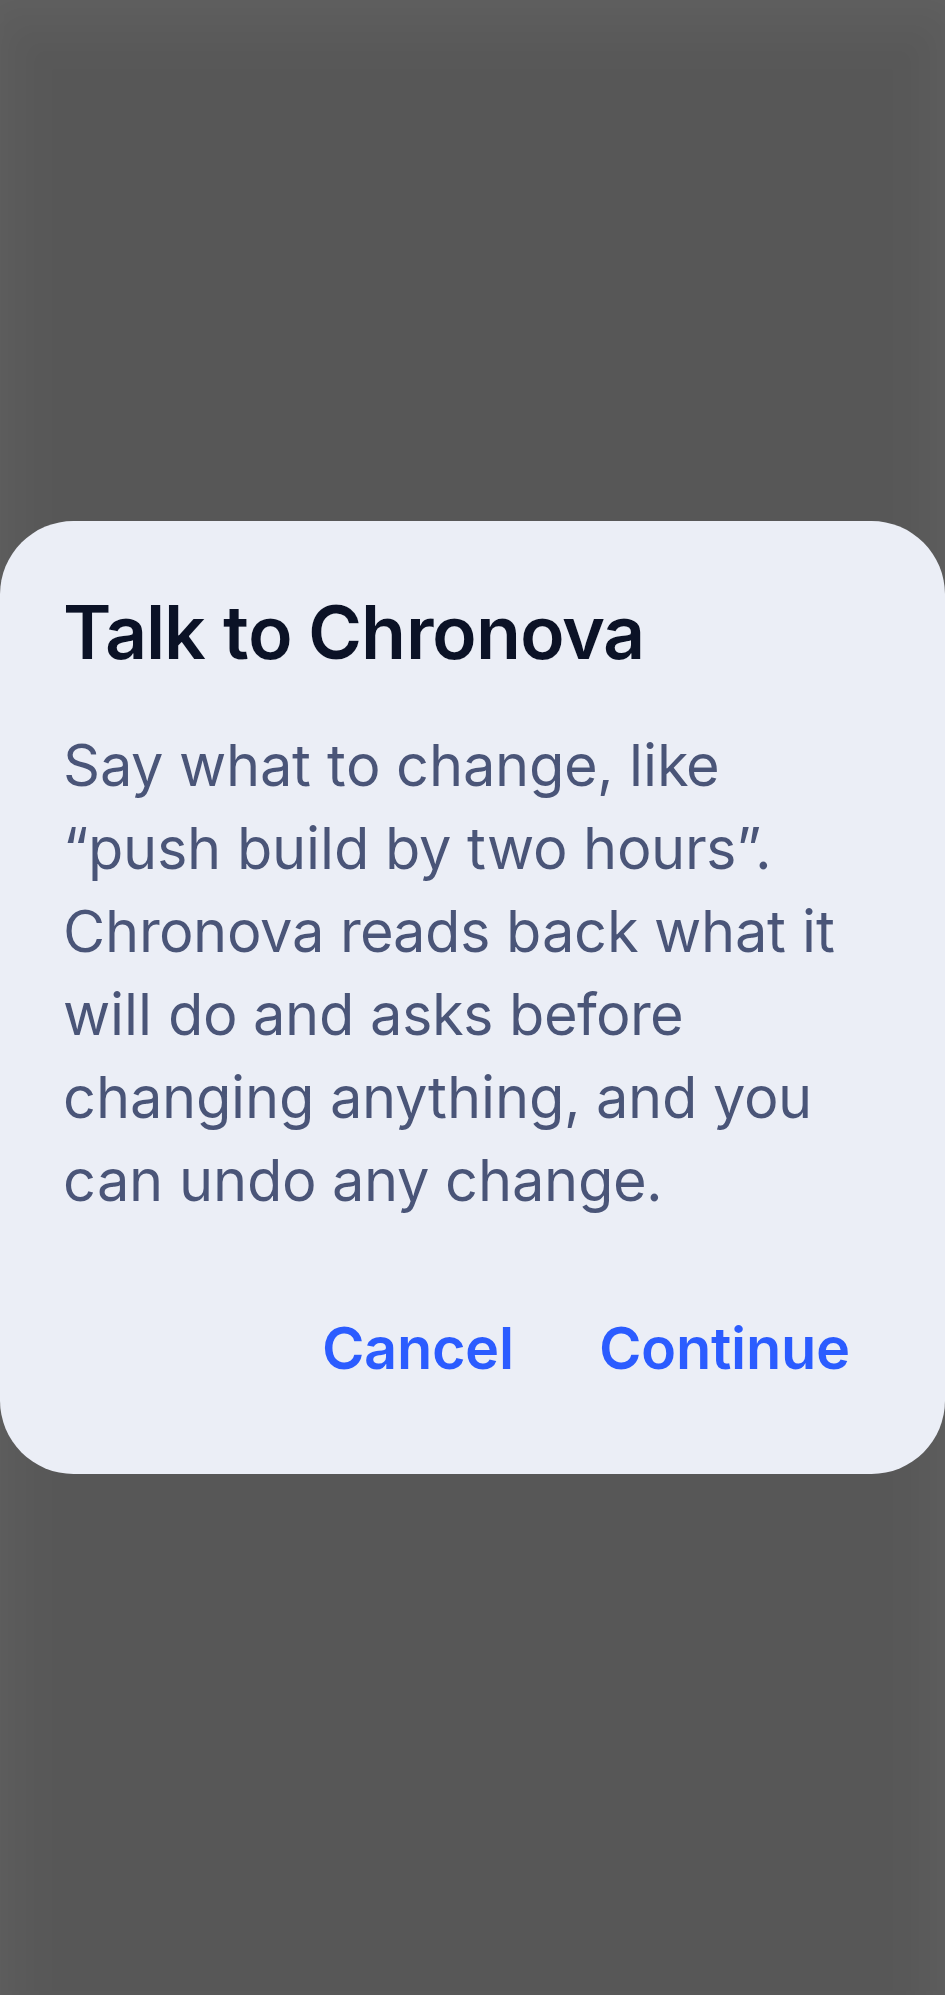 Talk to Chronova
Say what to change, like
“push build by two hours”.
Chronova reads back what it
will do and asks before
changing anything, and you
can undo any change.
Cancel Continue